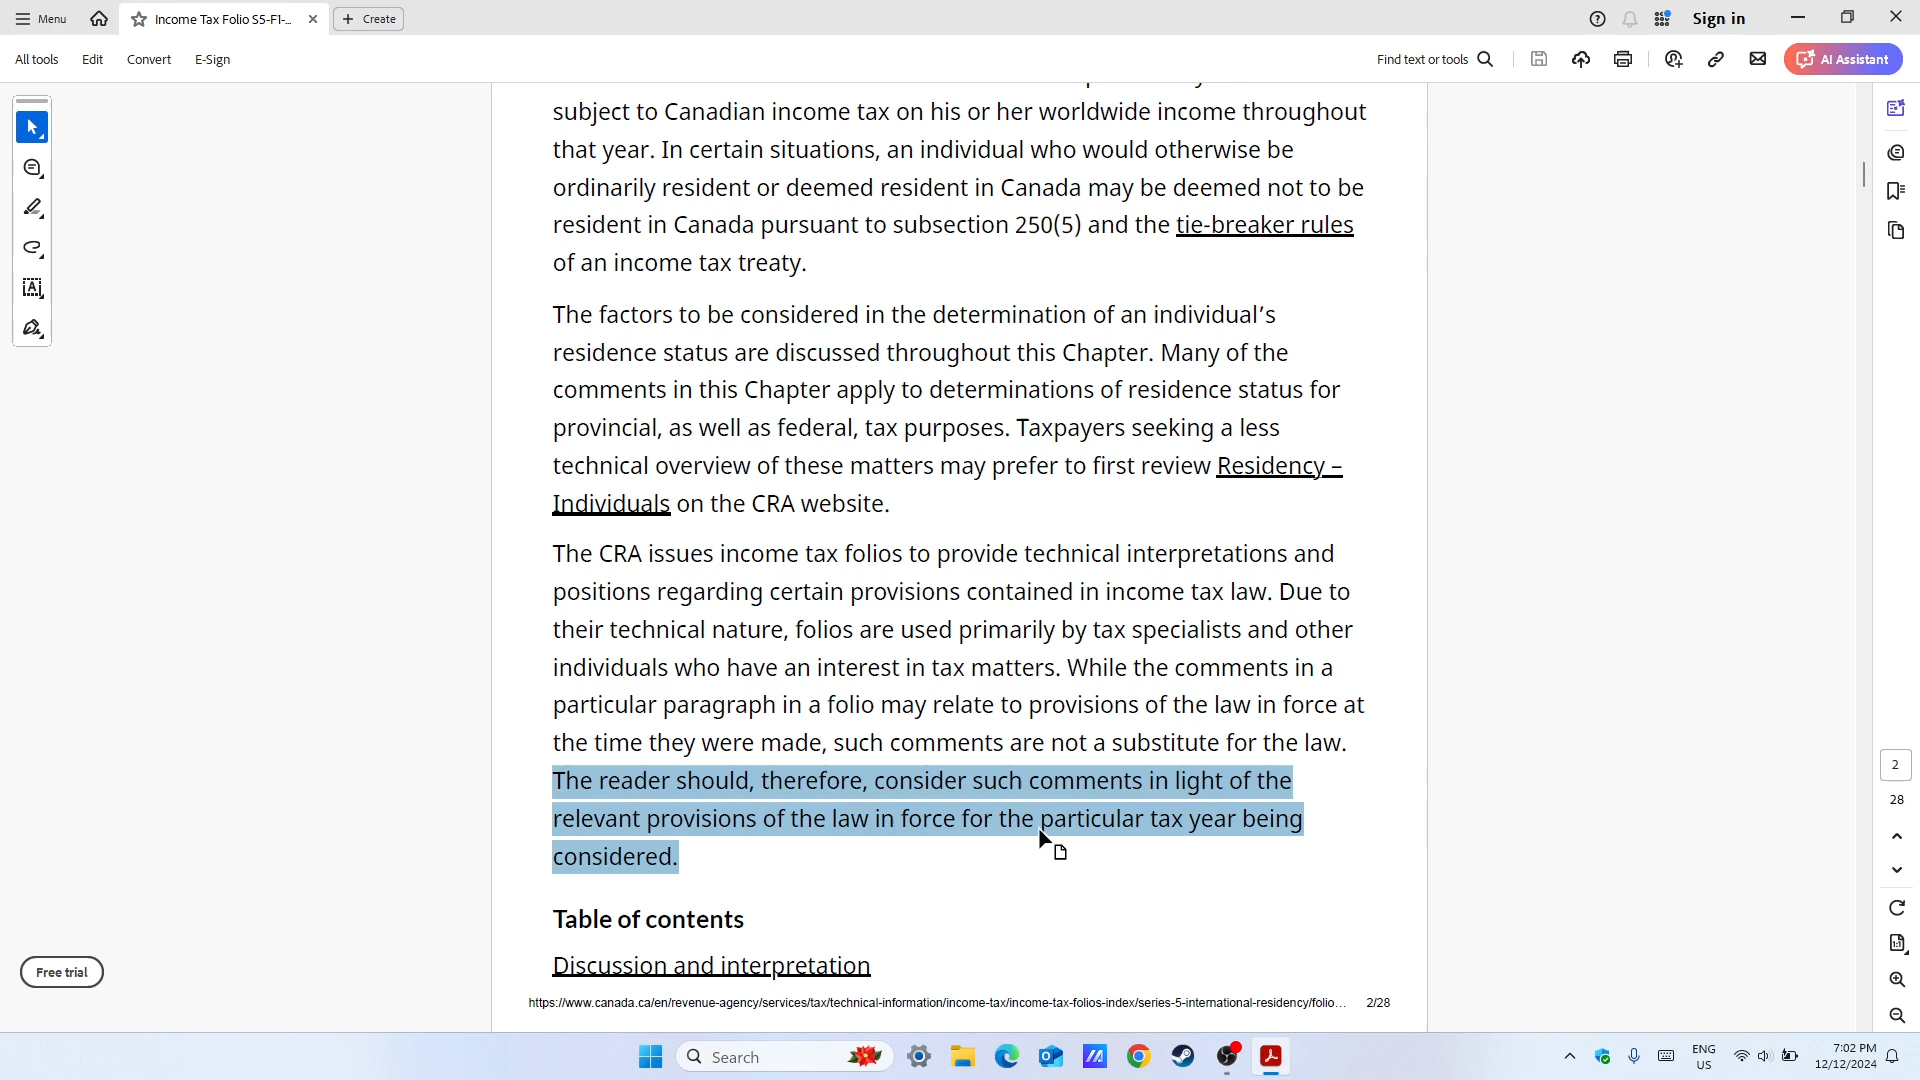 Menu
Income Tax Folio S5-F1-...
Create
Sign in
All tools
Edit
Convert
E-Sign
Find text or tools
AI Assistant
subject to Canadian income tax on his or her worldwide income throughout
that year. In certain situations, an individual who would otherwise be
ordinarily resident or deemed resident in Canada may be deemed not to be
resident in Canada pursuant to subsection 250(5) and the tie-breaker rules
of an income tax treaty.
The factors to be considered in the determination of an individual’s
residence status are discussed throughout this Chapter. Many of the
comments in this Chapter apply to determinations of residence status for
provincial, as well as federal, tax purposes. Taxpayers seeking a less
technical overview of these matters may prefer to first review Residency –
Individuals on the CRA website.
The CRA issues income tax folios to provide technical interpretations and
positions regarding certain provisions contained in income tax law. Due to
their technical nature, folios are used primarily by tax specialists and other
individuals who have an interest in tax matters. While the comments in a
particular paragraph in a folio may relate to provisions of the law in force at
the time they were made, such comments are not a substitute for the law.
The reader should, therefore, consider such comments in light of the
relevant provisions of the law in force for the particular tax year being
considered.
Table of contents
Discussion and interpretation
https://www.canada.ca/en/revenue-agency/services/tax/technical-information/income-tax/income-tax-folios-index/series-5-international-residency/folio... 2/28
2
28
Free trial
Search
ENG
US
7:02 PM
12/12/2024